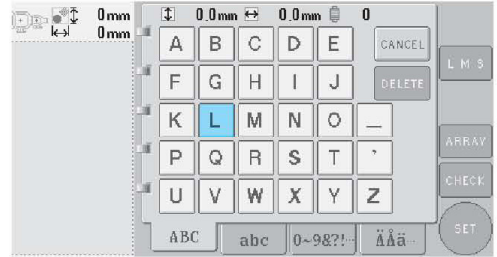 0mm 0.0mm 0.0mm 0
0mm
A B C D E CANCEL
L M S
F G H I J DELETE
K L M N O _
ARRAY
P Q R S T '
CHECK
U V W X Y Z
SET
ABC abc 0~9&?!··· ÄÅä···